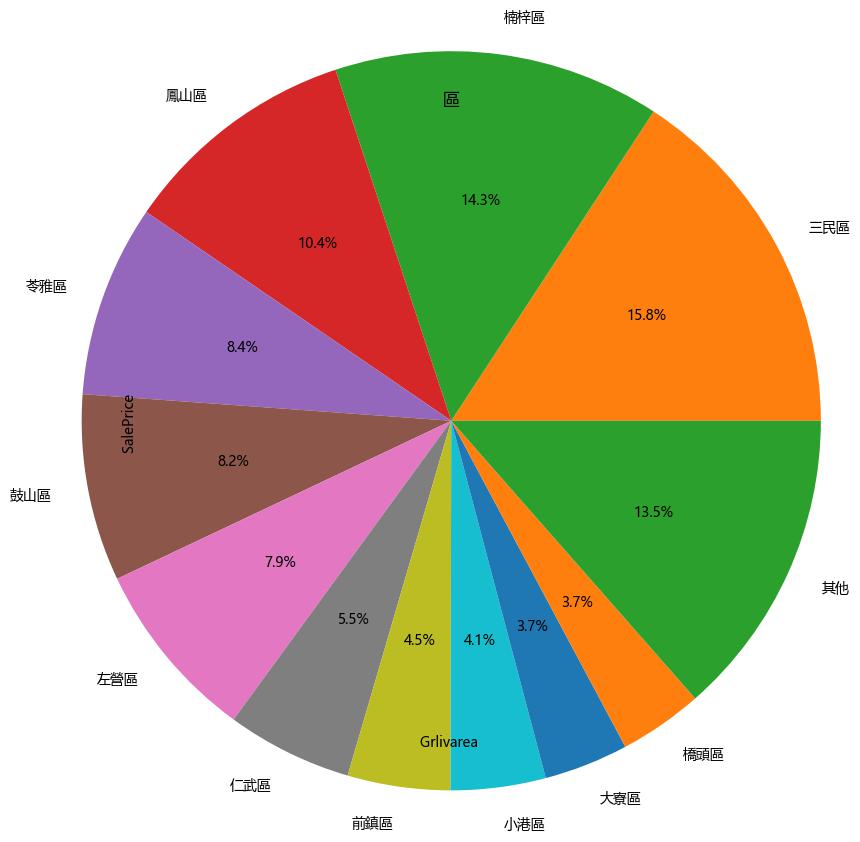 楠梓區
鳳山區
區
14.3%
三民區
10.4%
苓雅區
15.8%
8.4%
SalePrice
8.2%
鼓山區
13.5%
7.9%
其他
3.7%
5.5%
3.7%
4.5%
4.1%
左營區
Grlivarea
橋頭區
仁武區
大寮區
前鎮區
小港區